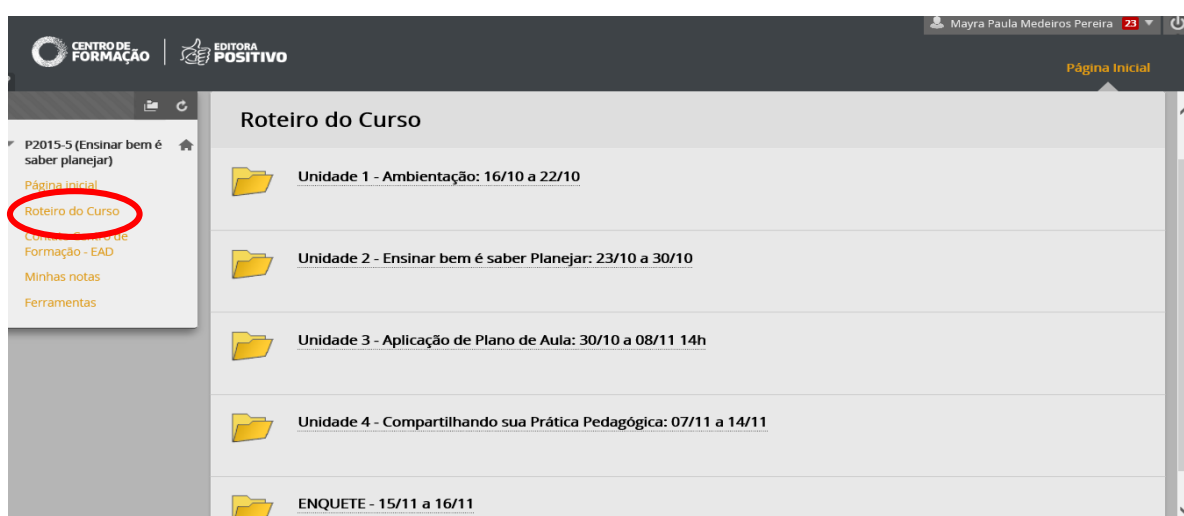 Mayra Paula Medeiros Pereira 23
CENTRO DE
FORMAÇÃO
EDITORA
POSITIVO
Página Inicial
P2015-5 (Ensinar bem é
saber planejar)
Página inicial
Roteiro do Curso
Contato Centro de
Formação - EAD
Minhas notas
Ferramentas
Roteiro do Curso
Unidade 1 - Ambientação: 16/10 a 22/10
Unidade 2 - Ensinar bem é saber Planejar: 23/10 a 30/10
Unidade 3 - Aplicação de Plano de Aula: 30/10 a 08/11 14h
Unidade 4 - Compartilhando sua Prática Pedagógica: 07/11 a 14/11
ENQUETE - 15/11 a 16/11